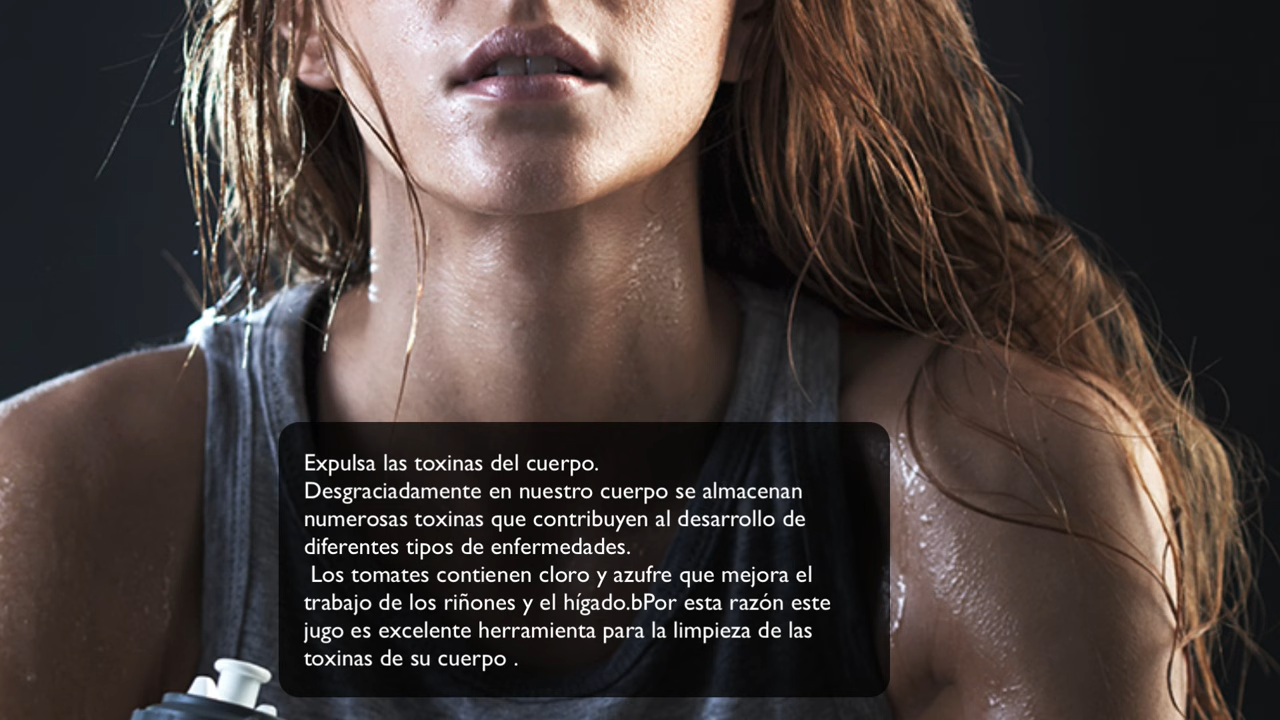 Expulsa las toxinas del cuerpo.
Desgraciadamente en nuestro cuerpo se almacenan
numerosas toxinas que contribuyen al desarrollo de
diferentes tipos de enfermedades.
Los tomates contienen cloro y azufre que mejora el
trabajo de los riñones y el hígado.bPor esta razón este
jugo es excelente herramienta para la limpieza de las
toxinas de su cuerpo .